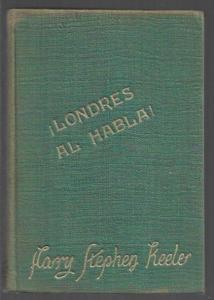 ¡LONDRES
AL HABLA!
Harry Stephen Keeler